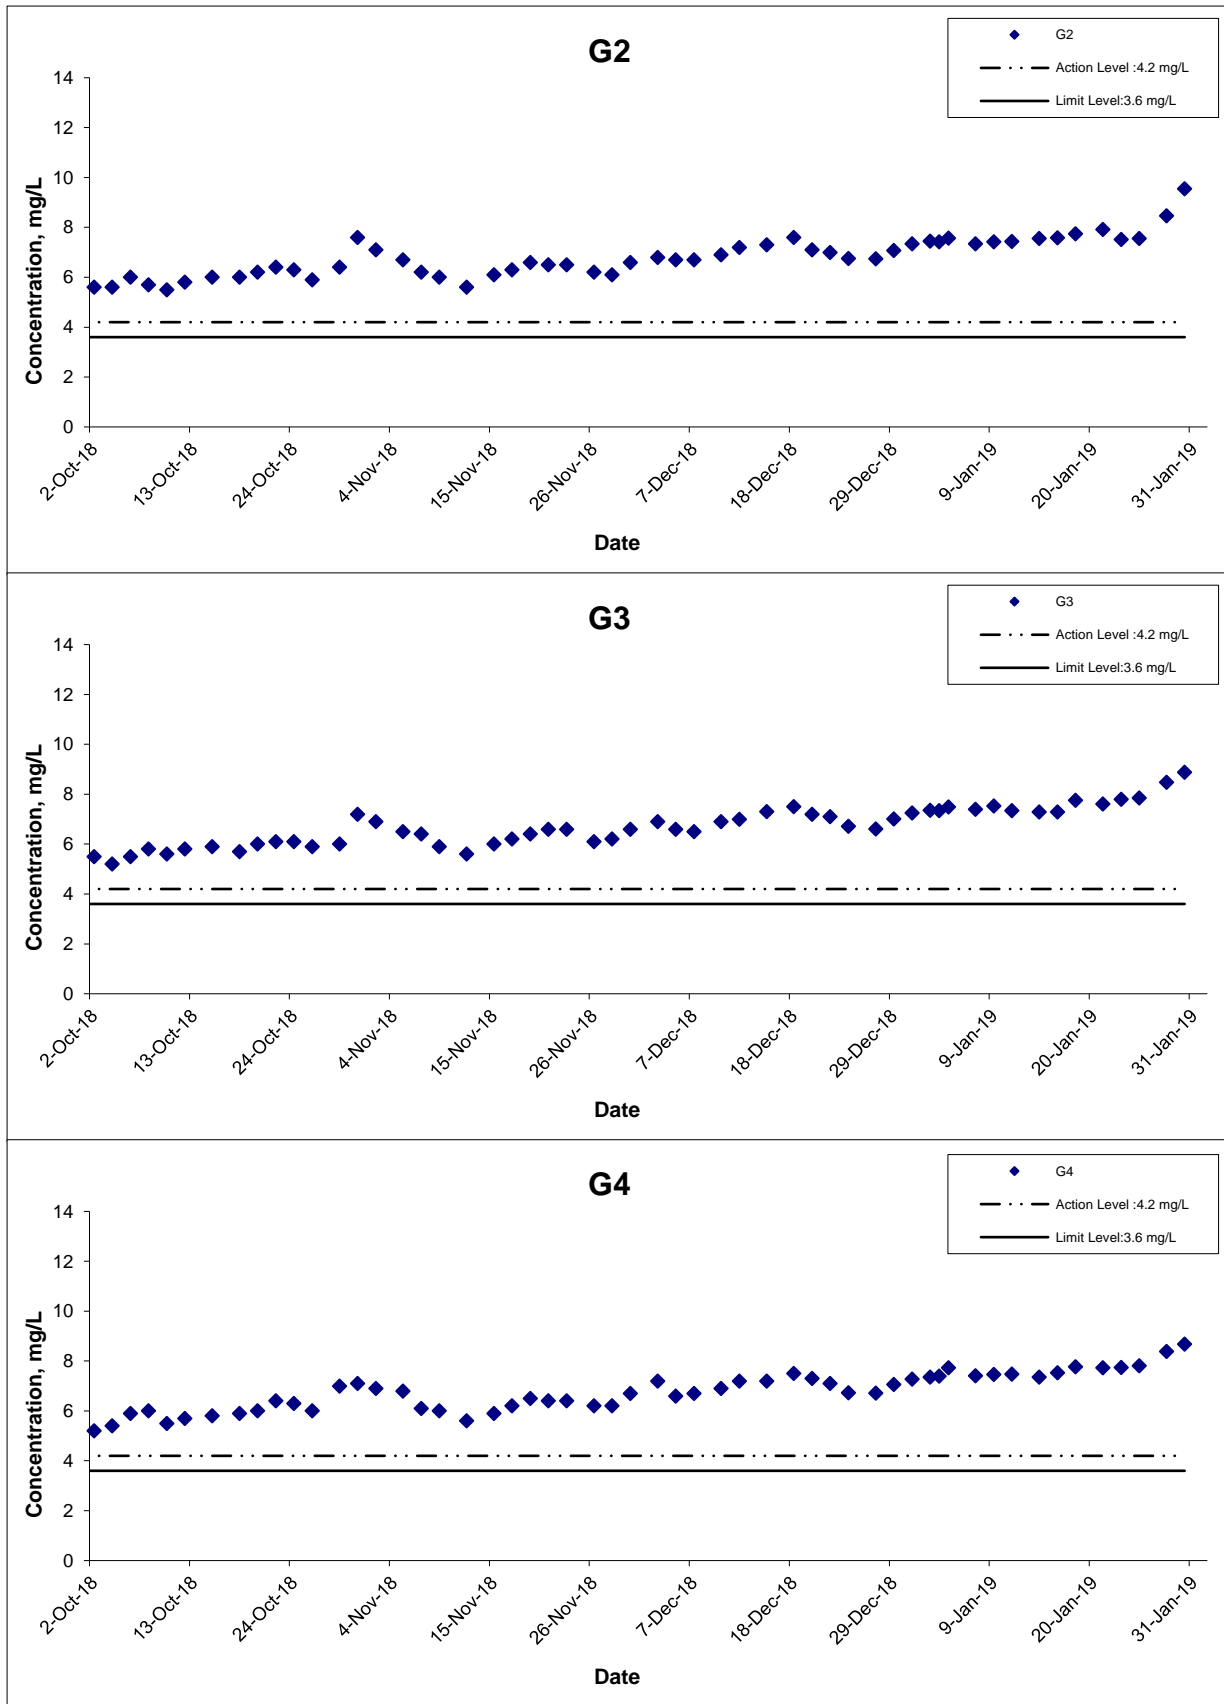 G2
G2
Action Level :4.2 mg/L
Limit Level:3.6 mg/L
Concentration, mg/L
14
12
10
8
6
4
2
0
2-Oct-18
13-Oct-18
24-Oct-18
4-Nov-18
15-Nov-18
26-Nov-18
7-Dec-18
18-Dec-18
29-Dec-18
9-Jan-19
20-Jan-19
31-Jan-19
Date
G3
G3
Action Level :4.2 mg/L
Limit Level:3.6 mg/L
Concentration, mg/L
14
12
10
8
6
4
2
0
2-Oct-18
13-Oct-18
24-Oct-18
4-Nov-18
15-Nov-18
26-Nov-18
7-Dec-18
18-Dec-18
29-Dec-18
9-Jan-19
20-Jan-19
31-Jan-19
Date
G4
G4
Action Level :4.2 mg/L
Limit Level:3.6 mg/L
Concentration, mg/L
14
12
10
8
6
4
2
0
2-Oct-18
13-Oct-18
24-Oct-18
4-Nov-18
15-Nov-18
26-Nov-18
7-Dec-18
18-Dec-18
29-Dec-18
9-Jan-19
20-Jan-19
31-Jan-19
Date